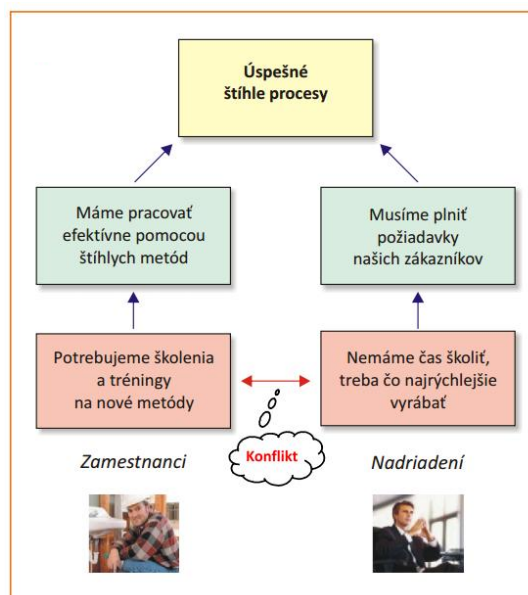 Úspešné
štíhle procesy
Máme pracovať
efektívne pomocou
štíhlych metód
Musíme plniť
požiadavky
našich zákazníkov
Potrebujeme školenia
a tréningy
na nové metódy
Nemáme čas školiť,
treba čo najrýchlejšie
vyrábať
Konflikt
Zamestnanci
Nadriadení